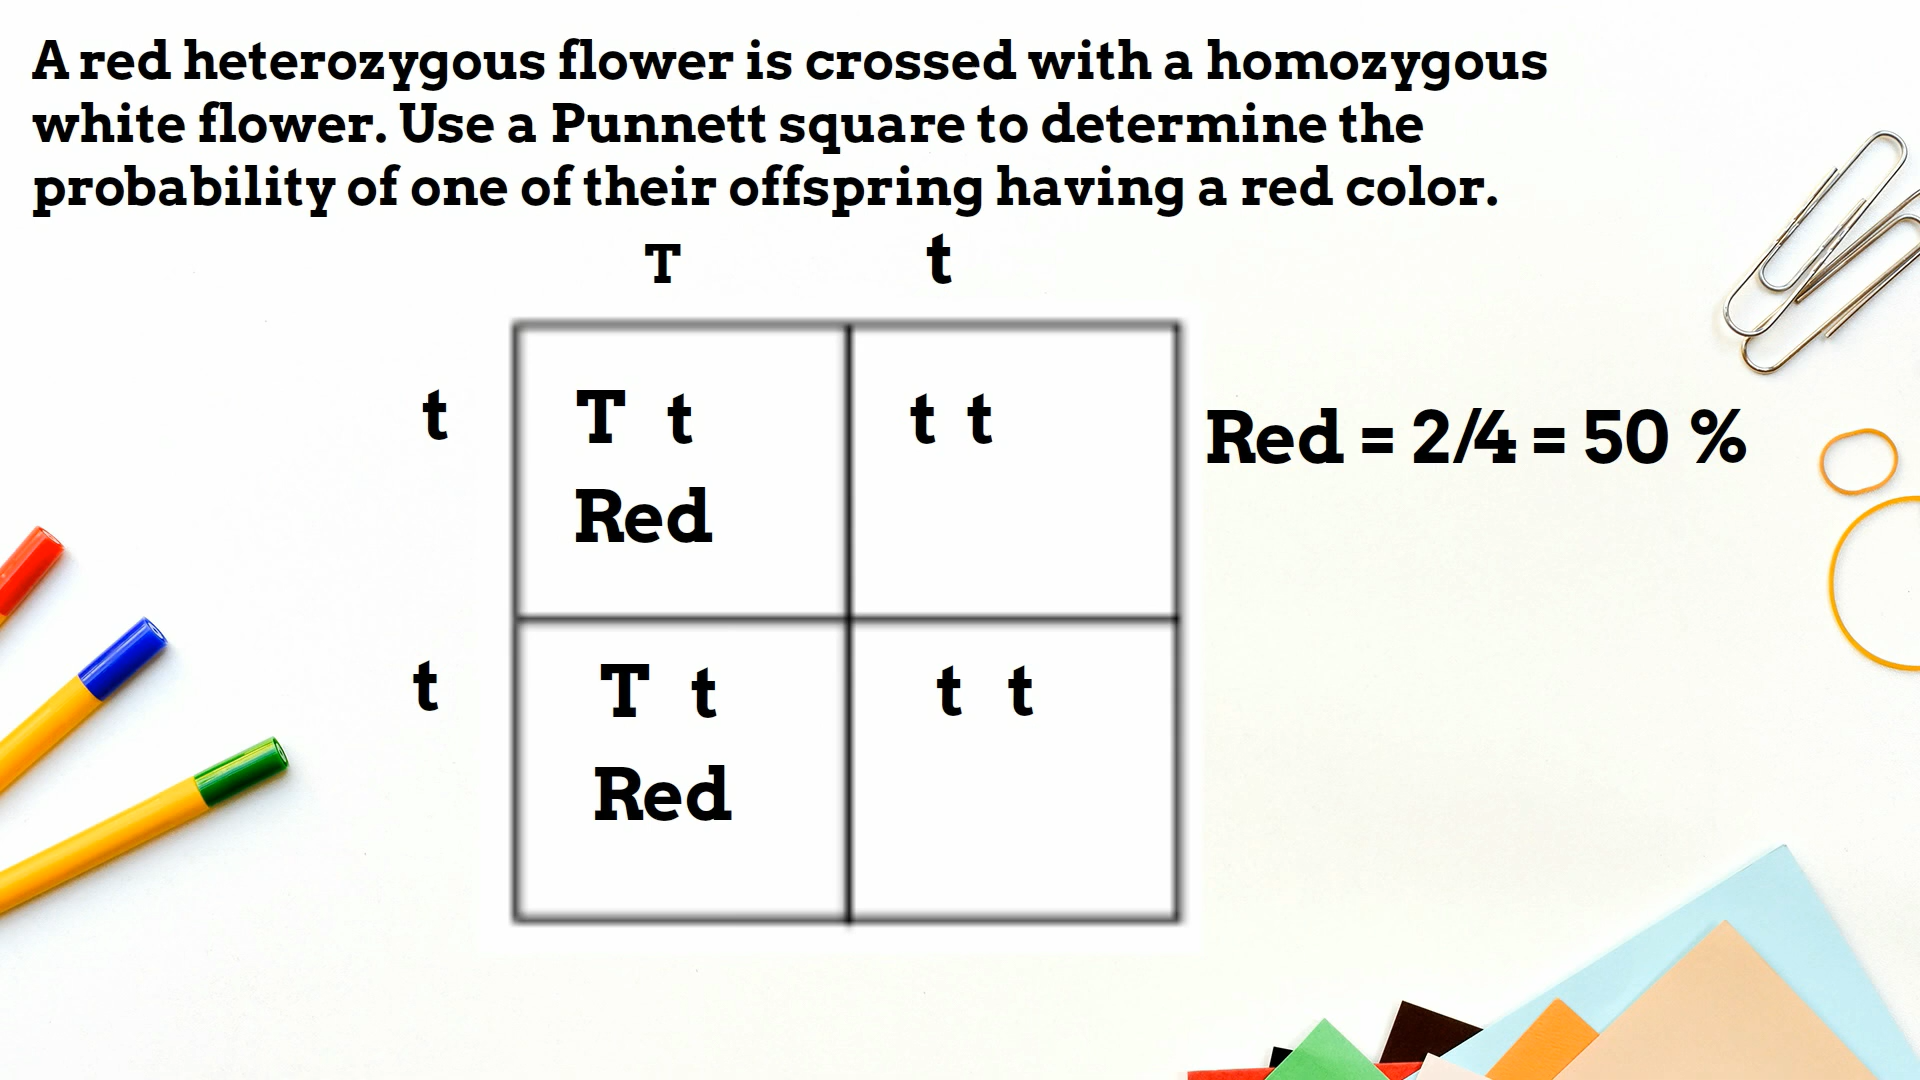 A red heterozygous flower is crossed with a homozygous
white flower. Use a Punnett square to determine the
probability of one of their offspring having a red color.
T t
t T t t t Red = 2/4 = 50 %
Red
t T t t t
Red